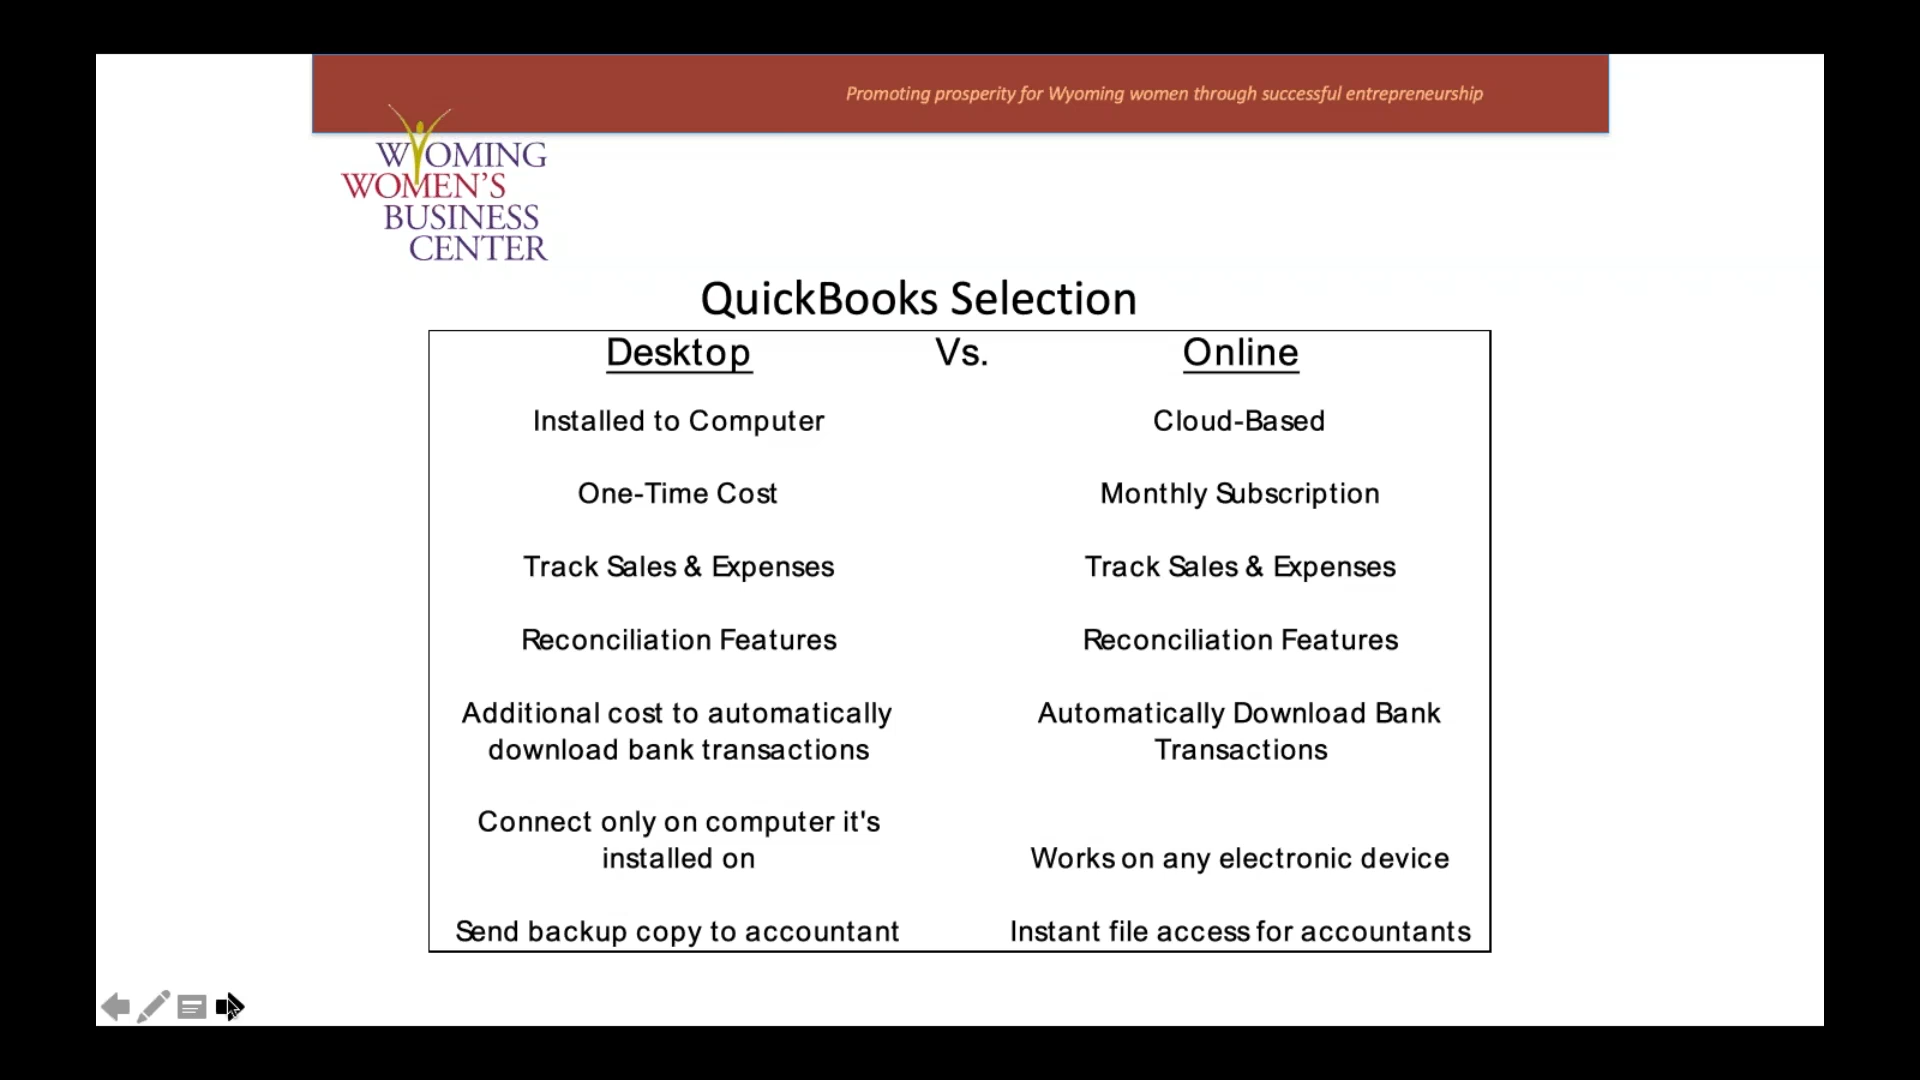 Promoting prosperity for Wyoming women through successful entrepreneurship
WYOMING
WOMEN'S
BUSINESS
CENTER
QuickBooks Selection
Desktop Vs. Online
Installed to Computer Cloud-Based
One-Time Cost Monthly Subscription
Track Sales & Expenses Track Sales & Expenses
Reconciliation Features Reconciliation Features
Additional cost to automatically Automatically Download Bank
download bank transactions Transactions
Connect only on computer it's
installed on Works on any electronic device
Send backup copy to accountant Instant file access for accountants